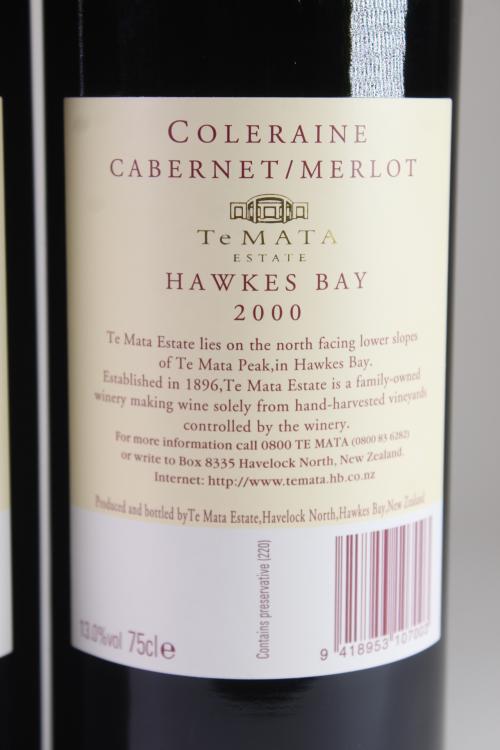 COLERAINE
CABERNET/MERLOT
TE MATA
ESTATE
HAWKES BAY
2000
Te Mata Estate lies on the north facing lower slopes
of Te Mata Peak,in Hawkes Bay.
Established in 1896,Te Mata Estate is a family-owned
winery making wine solely from hand-harvested vineyards
controlled by the winery.
For more information call 0800 TE MATA (0800 83 6282)
or write to Box 8335 Havelock North, New Zealand.
Internet: http://www.temata.hb.co.nz
Produced and bottled byTe Mata Estate,Havelock North,Hawkes Bay,New Zealand
13.0%vol 75cle
Contains preservative (220)
9 418953 107003